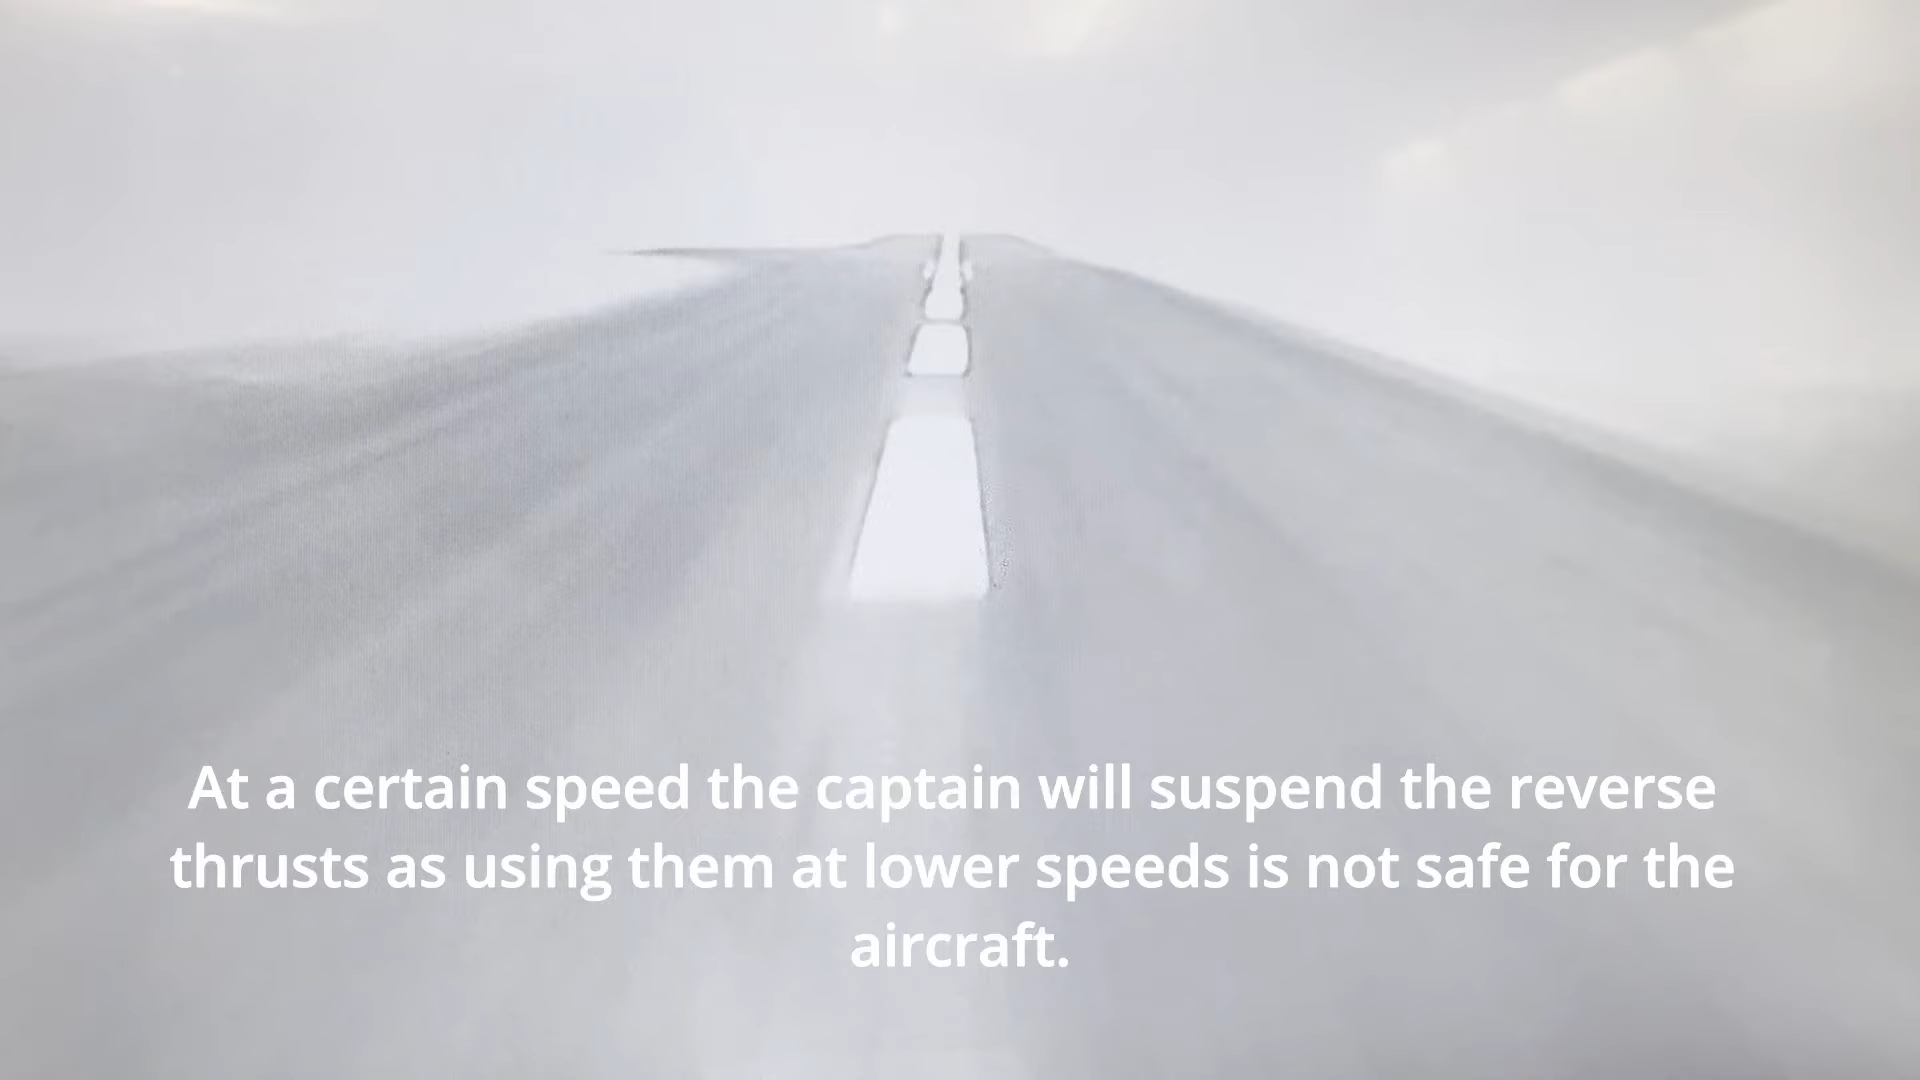 At a certain speed the captain will suspend the reverse
thrusts as using them at lower speeds is not safe for the
aircraft.